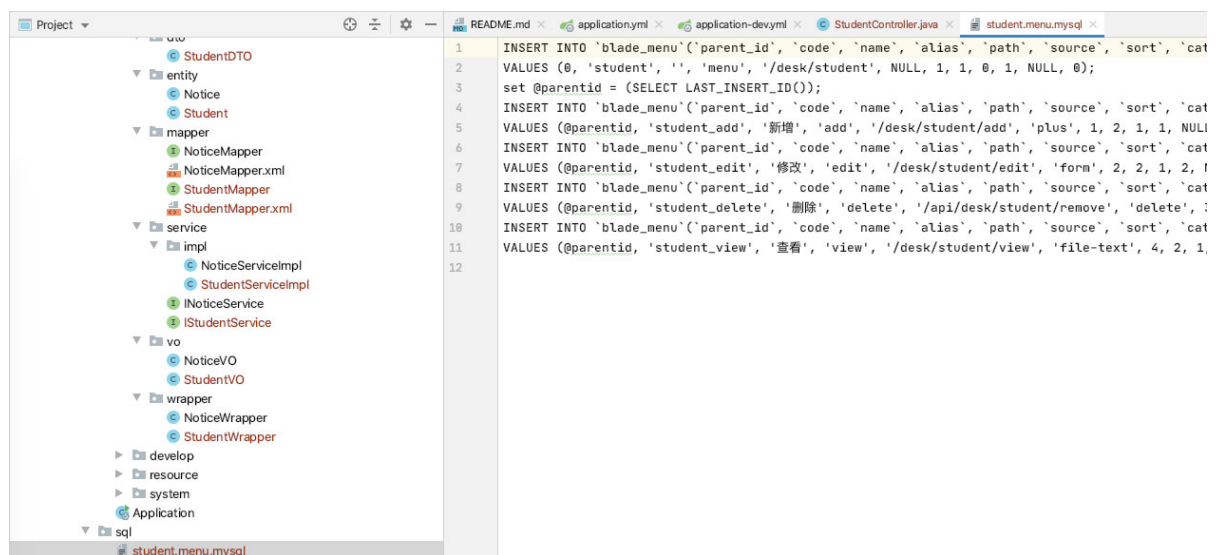 Project
README.md
application.yml
application-dev.yml
StudentController.java
student.menu.mysql
dto
StudentDTO
entity
Notice
Student
mapper
NoticeMapper
NoticeMapper.xml
StudentMapper
StudentMapper.xml
service
impl
NoticeServiceImpl
StudentServiceImpl
INoticeService
IStudentService
vo
NoticeVO
StudentVO
wrapper
NoticeWrapper
StudentWrapper
develop
resource
system
Application
sql
student.menu.mysql
1 INSERT INTO `blade_menu`(`parent_id`, `code`, `name`, `alias`, `path`, `source`, `sort`, `cat
2 VALUES (0, 'student', '', 'menu', '/desk/student', NULL, 1, 1, 0, 1, NULL, 0);
3 set @parentid = (SELECT LAST_INSERT_ID());
4 INSERT INTO `blade_menu`(`parent_id`, `code`, `name`, `alias`, `path`, `source`, `sort`, `cat
5 VALUES (@parentid, 'student_add', '新增', 'add', '/desk/student/add', 'plus', 1, 2, 1, 1, NULL
6 INSERT INTO `blade_menu`(`parent_id`, `code`, `name`, `alias`, `path`, `source`, `sort`, `cat
7 VALUES (@parentid, 'student_edit', '修改', 'edit', '/desk/student/edit', 'form', 2, 2, 1, 2, N
8 INSERT INTO `blade_menu`(`parent_id`, `code`, `name`, `alias`, `path`, `source`, `sort`, `cat
9 VALUES (@parentid, 'student_delete', '删除', 'delete', '/api/desk/student/remove', 'delete', 3
10 INSERT INTO `blade_menu`(`parent_id`, `code`, `name`, `alias`, `path`, `source`, `sort`, `cat
11 VALUES (@parentid, 'student_view', '查看', 'view', '/desk/student/view', 'file-text', 4, 2, 1,
12